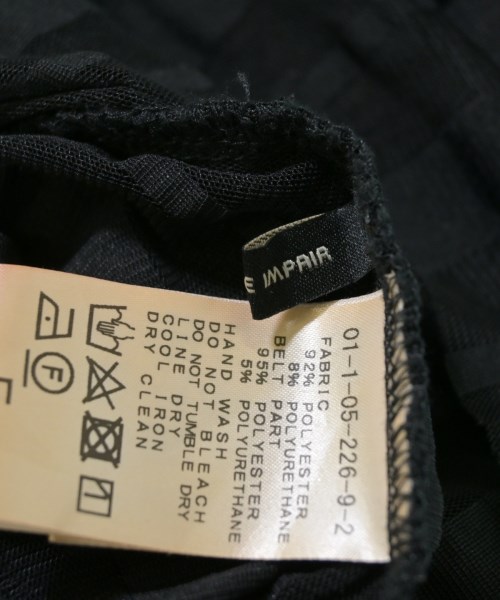 E IMPAIR
01-1-05-226-9-2
FABRIC
92% POLYESTER
8% POLYURETHANE
BELT PART
95% POLYESTER
5% POLYURETHANE
HAND WASH
DO NOT BLEACH
DO NOT TUMBLE DRY
LINE DRY
COOL IRON
DRY CLEAN
F